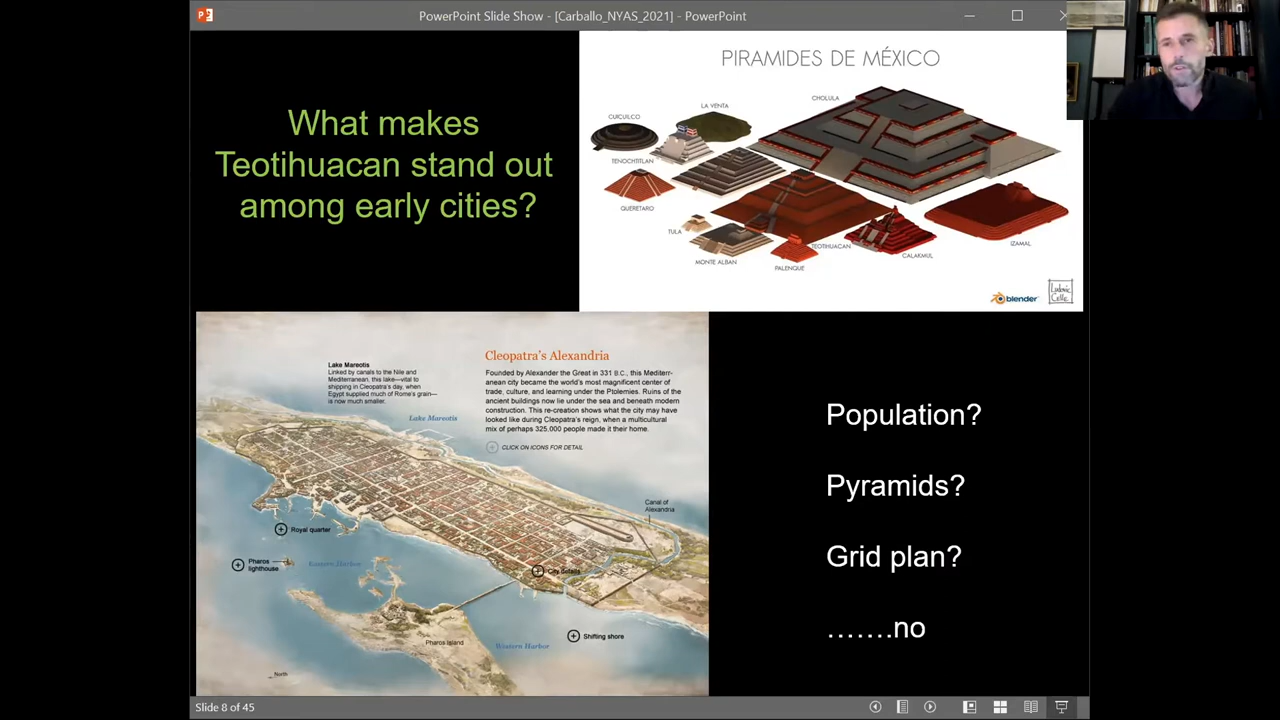 PowerPoint Slide Show - [Carballo_NYAS_2021] - PowerPoint
What makes
Teotihuacan stand out
among early cities?
PIRAMIDES DE MÉXICO
CHOLULA
LA VENTA
CUICUILCO
TENOCHTITLAN
QUERETARO
TULA
MONTE ALBAN
PALENQUE
TEOTIHUACAN
CALAKMUL
IZAMAL
blender
Ludovic
Celle
Cleopatra's Alexandria
Founded by Alexander the Great in 331 B.C., this Mediterr-
anean city became the world's most magnificent center of
trade, culture, and learning under the Ptolemies. Ruins of the
ancient buildings now lie under the sea and beneath modern
construction. This re-creation shows what the city may have
looked like during Cleopatra's reign, when a multicultural
mix of perhaps 325,000 people made it their home.
CLICK ON ICONS FOR DETAIL
Lake Mareotis
Linked by canals to the Nile and
Mediterranean, this lake—vital to
shipping in Cleopatra's day, when
Egypt supplied much of Rome's grain—
is now much smaller.
Lake Mareotis
Canal of
Alexandria
Royal quarter
Pharos
lighthouse
Eastern Harbor
City details
Pharos Island
Western Harbor
Shifting shore
North
Population?
Pyramids?
Grid plan?
…….no
Slide 8 of 45